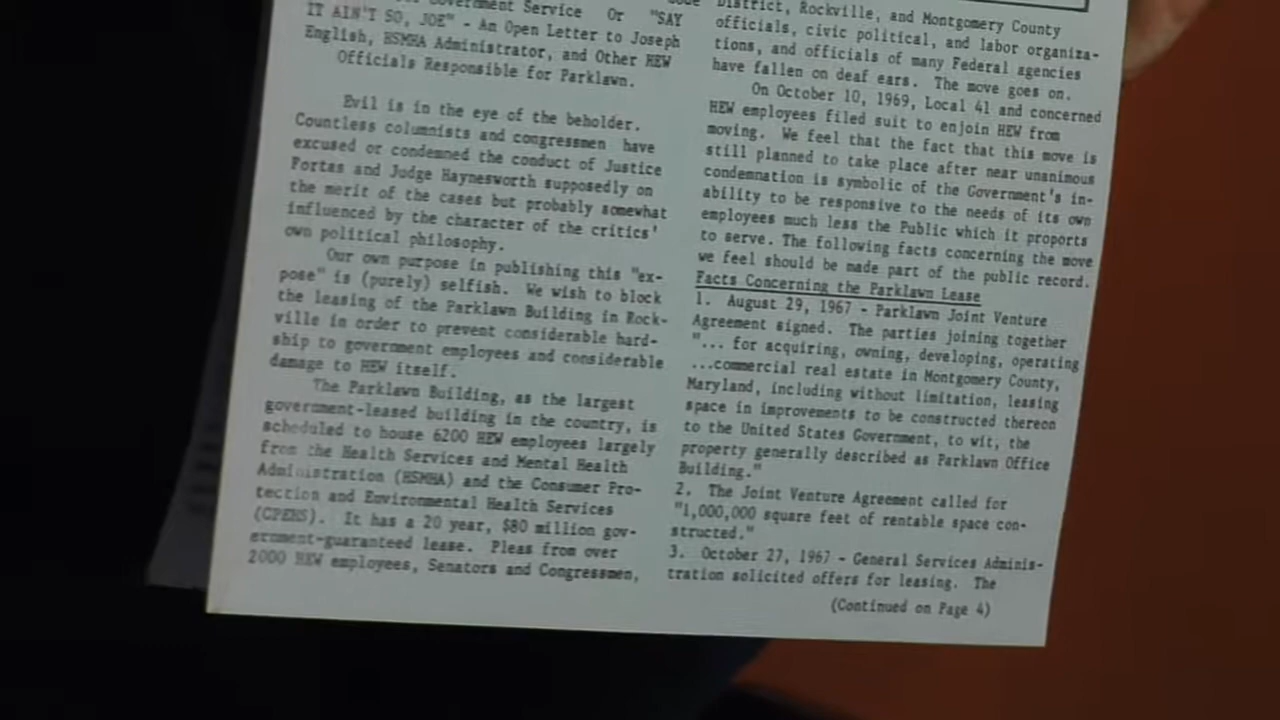 ernment Service Or "SAY
IT AIN'T SO, JOE" - An Open Letter to Joseph
English, HSMHA Administrator, and Other HEW
Officials Responsible for Parklawn.
Evil is in the eye of the beholder.
Countless columnists and congressmen have
excused or condemned the conduct of Justice
Fortas and Judge Haynesworth supposedly on
the merit of the cases but probably somewhat
influenced by the character of the critics'
own political philosophy.
Our own purpose in publishing this "ex-
pose" is (purely) selfish. We wish to block
the leasing of the Parklawn Building in Rock-
ville in order to prevent considerable hard-
ship to government employees and considerable
damage to HEW itself.
The Parklawn Building, as the largest
government-leased building in the country, is
scheduled to house 6200 HEW employees largely
from the Health Services and Mental Health
Administration (HSMHA) and the Consumer Pro-
tection and Environmental Health Services
(CPEHS). It has a 20 year, $80 million gov-
ernment-guaranteed lease. Pleas from over
2000 HEW employees, Senators and Congressmen,
District, Rockville, and Montgomery County
officials, civic political, and labor organiza-
tions, and officials of many Federal agencies
have fallen on deaf ears. The move goes on.
On October 10, 1969, Local 41 and concerned
HEW employees filed suit to enjoin HEW from
moving. We feel that the fact that this move is
still planned to take place after near unanimous
condemnation is symbolic of the Government's in-
ability to be responsive to the needs of its own
employees much less the Public which it proports
to serve. The following facts concerning the move
we feel should be made part of the public record.
Facts Concerning the Parklawn Lease
1. August 29, 1967 - Parklawn Joint Venture
Agreement signed. The parties joining together
"... for acquiring, owning, developing, operating
...commercial real estate in Montgomery County,
Maryland, including without limitation, leasing
space in improvements to be constructed thereon
to the United States Government, to wit, the
property generally described as Parklawn Office
Building."
2. The Joint Venture Agreement called for
"1,000,000 square feet of rentable space con-
structed."
3. October 27, 1967 - General Services Adminis-
tration solicited offers for leasing. The
(Continued on Page 4)